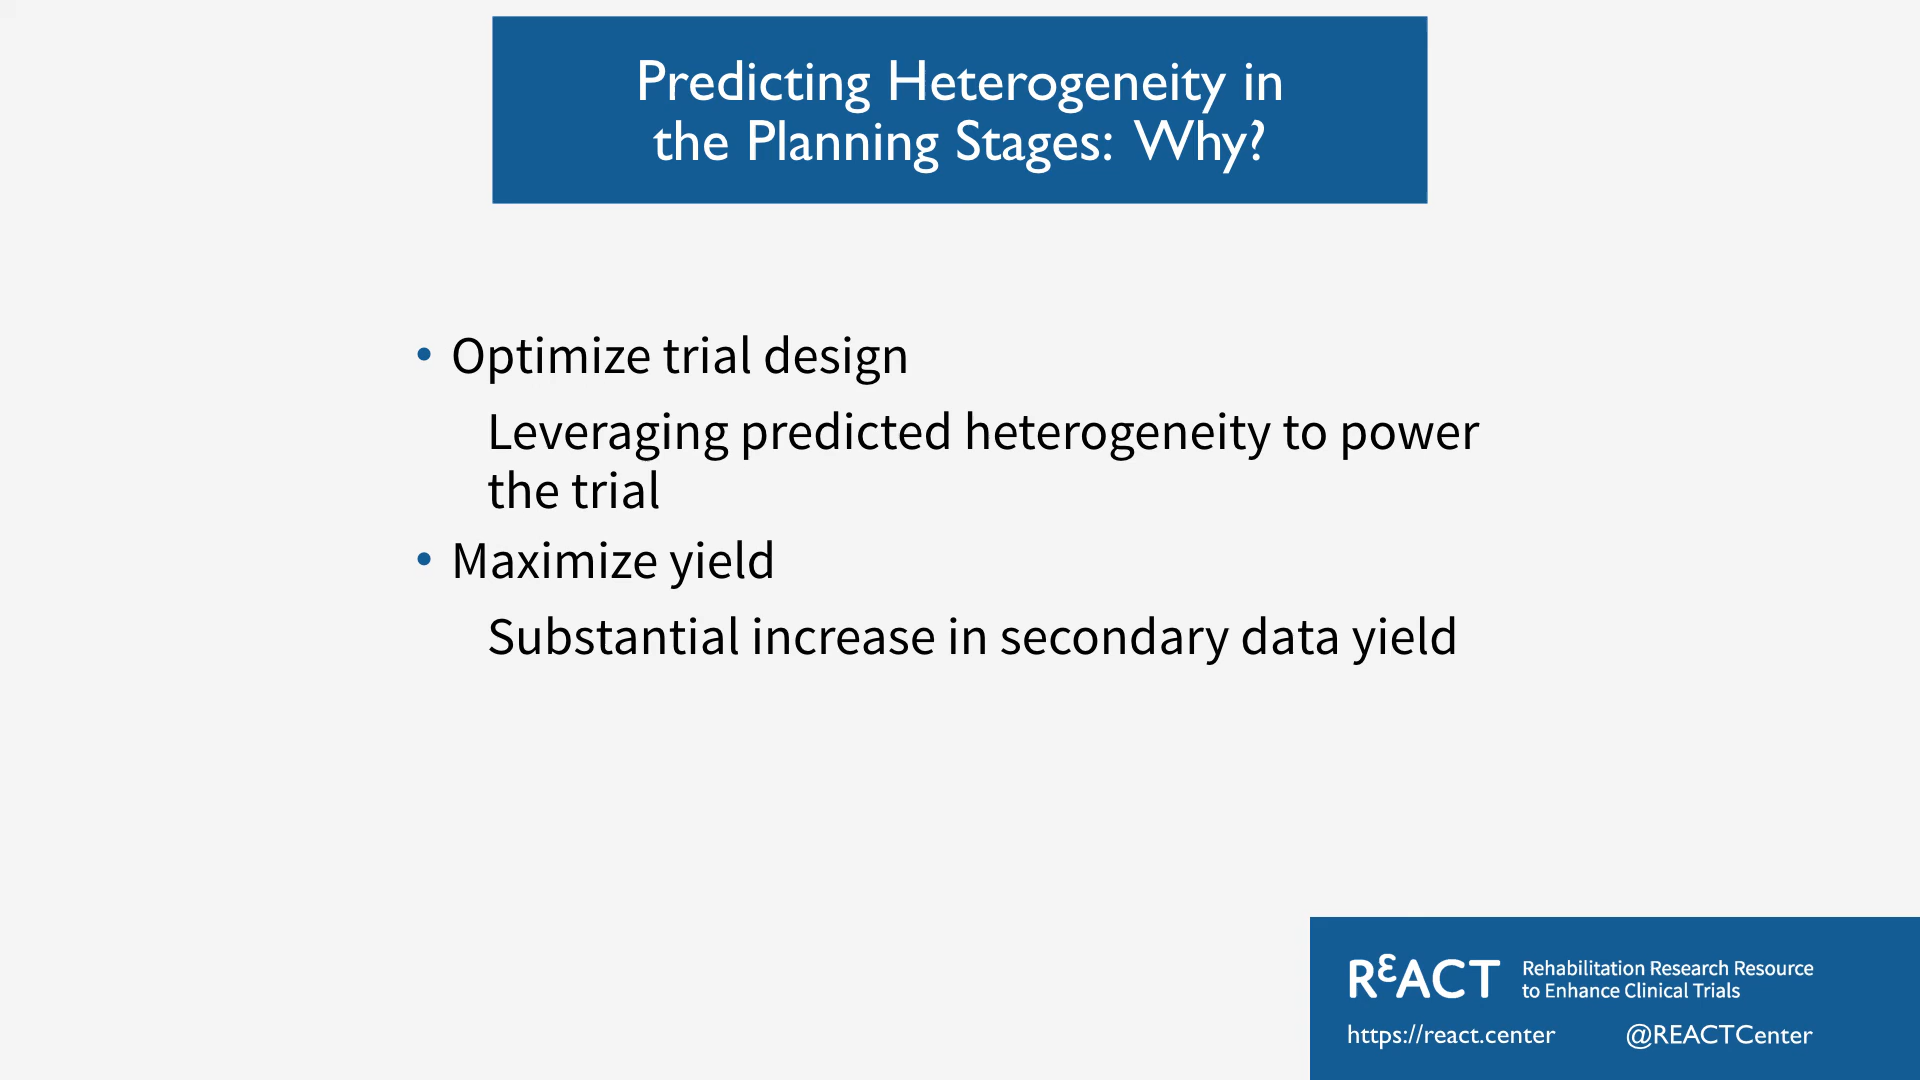 Predicting Heterogeneity in
the Planning Stages: Why?
• Optimize trial design
Leveraging predicted heterogeneity to power
the trial
• Maximize yield
Substantial increase in secondary data yield
RƐACT
Rehabilitation Research Resource
to Enhance Clinical Trials
https://react.center
@REACTCenter